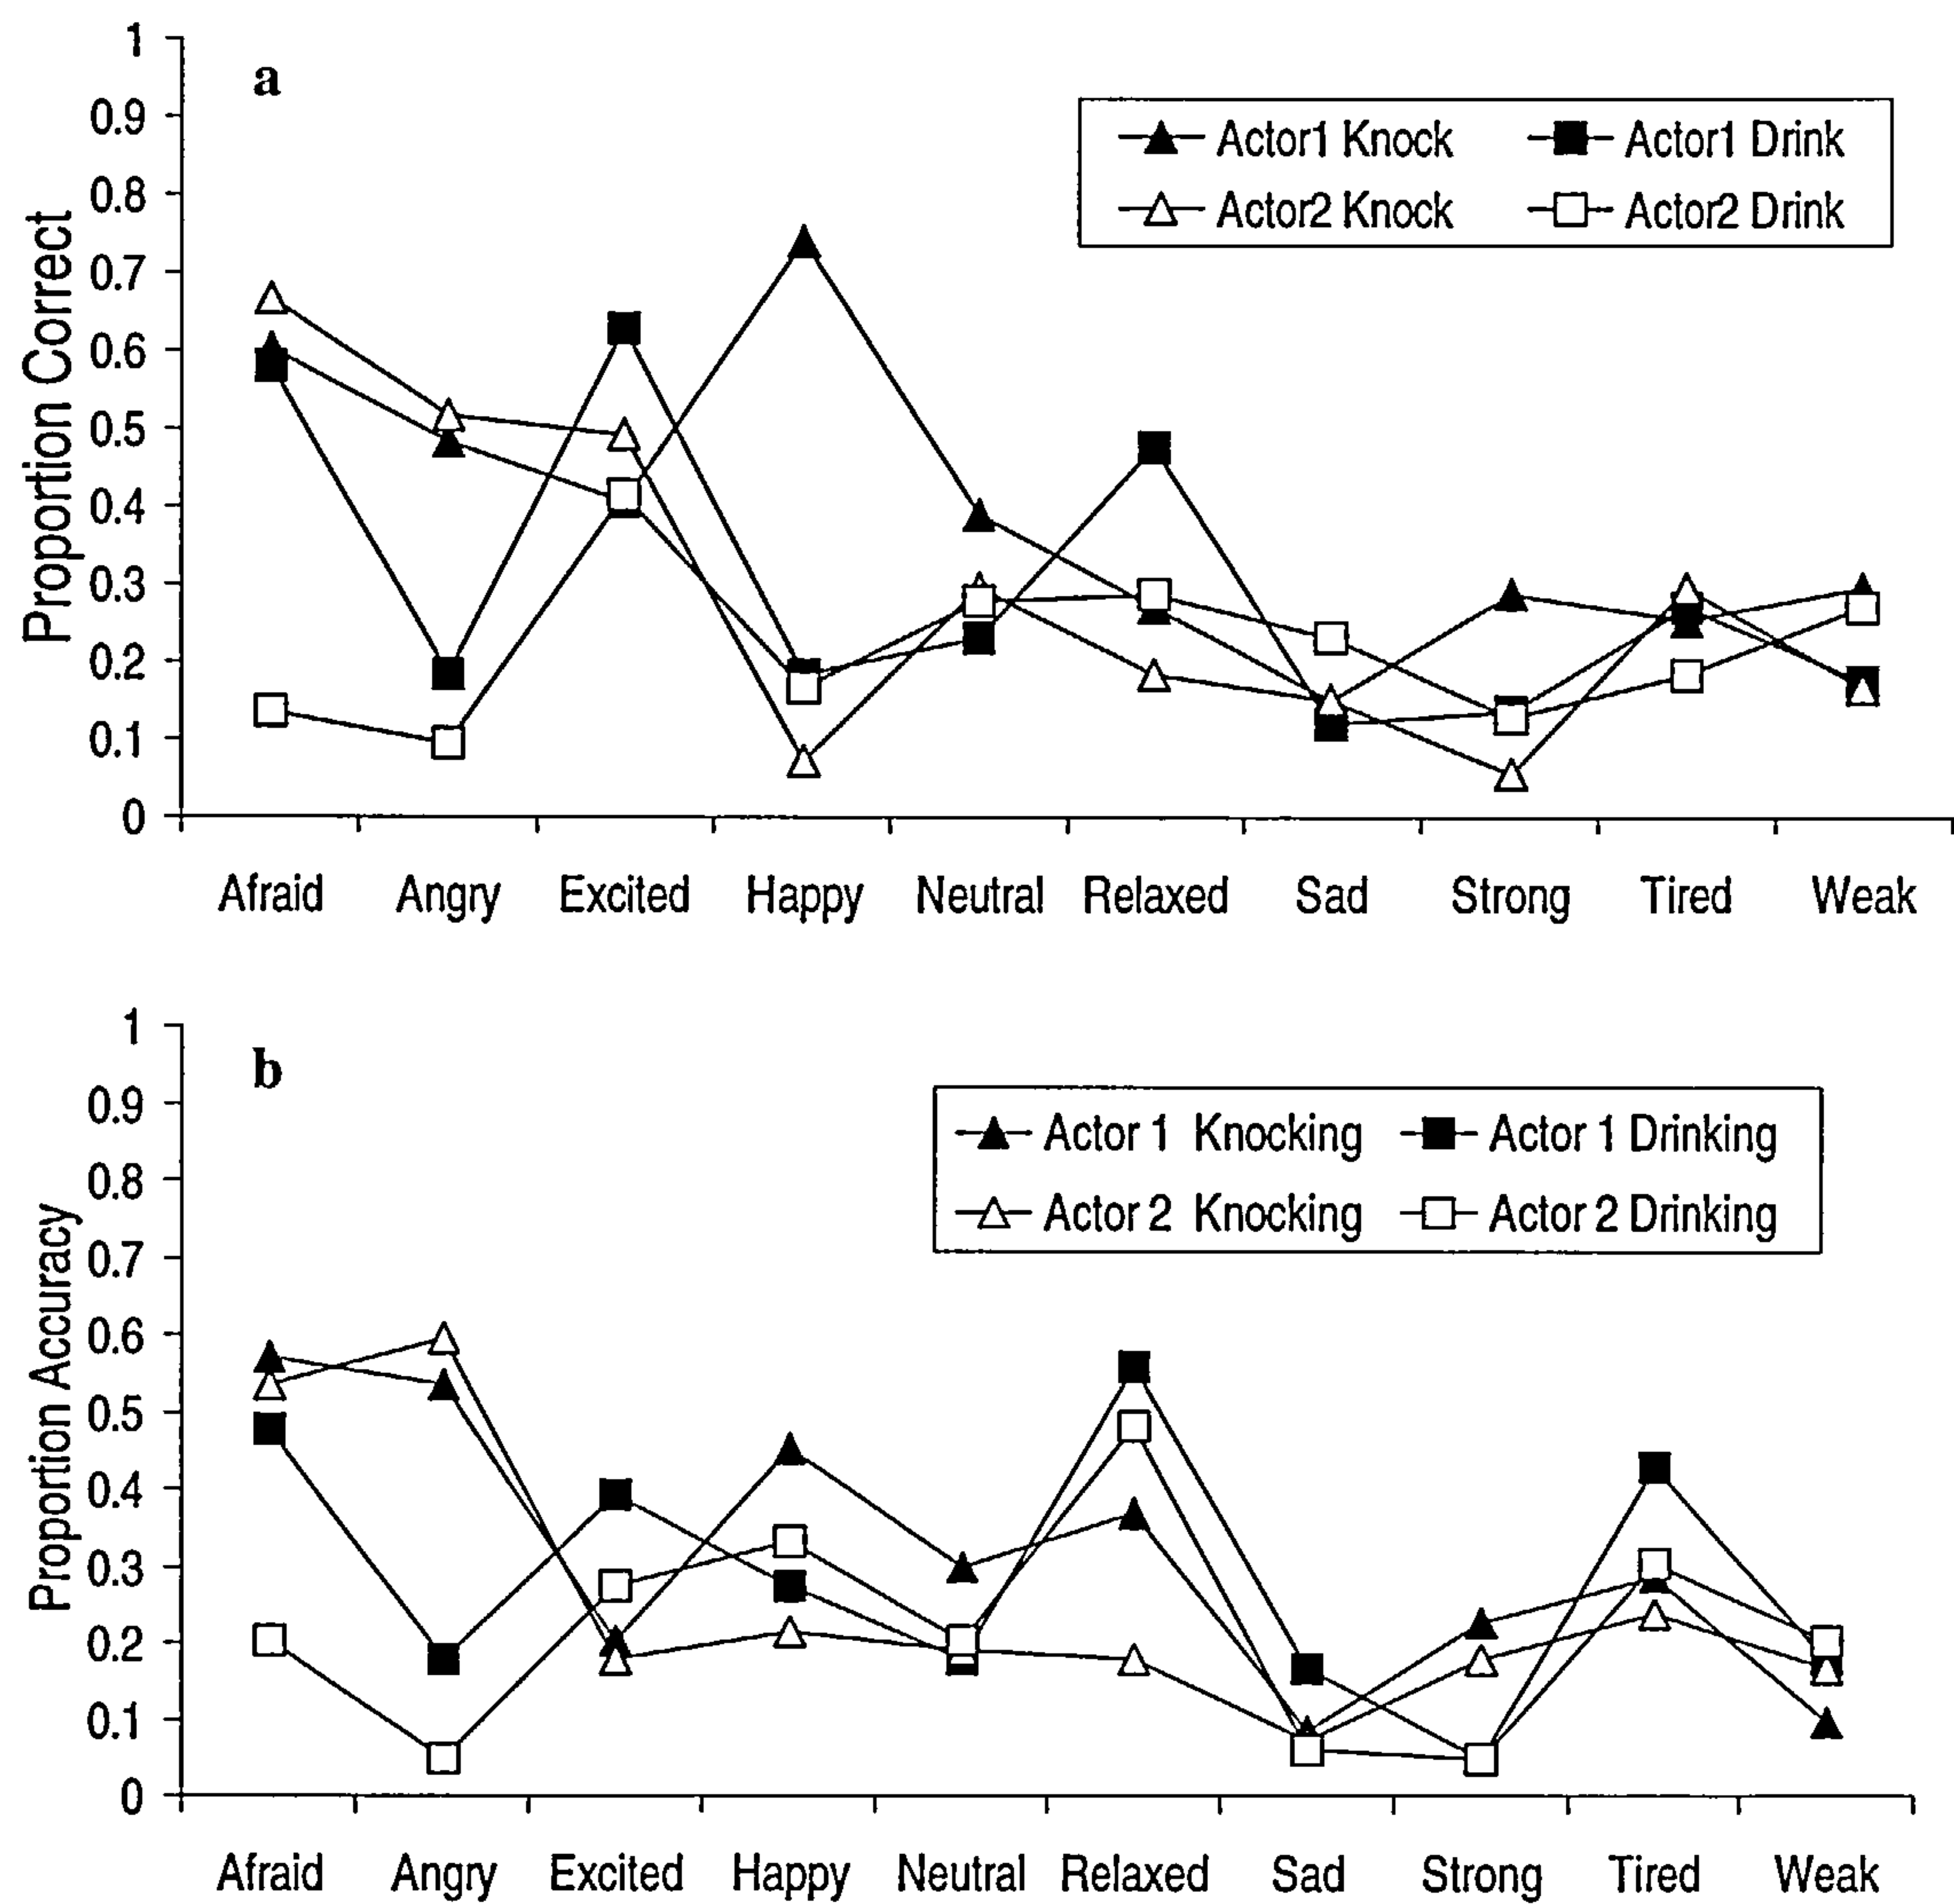 a
Proportion Correct
1
0.9
0.8
0.7
0.6
0.5
0.4
0.3
0.2
0.1
0
Actor1 Knock Actor1 Drink
Actor2 Knock Actor2 Drink
Afraid Angry Excited Happy Neutral Relaxed Sad Strong Tired Weak
b
Proportion Accuracy
1
0.9
0.8
0.7
0.6
0.5
0.4
0.3
0.2
0.1
0
Actor 1 Knocking Actor 1 Drinking
Actor 2 Knocking Actor 2 Drinking
Afraid Angry Excited Happy Neutral Relaxed Sad Strong Tired Weak